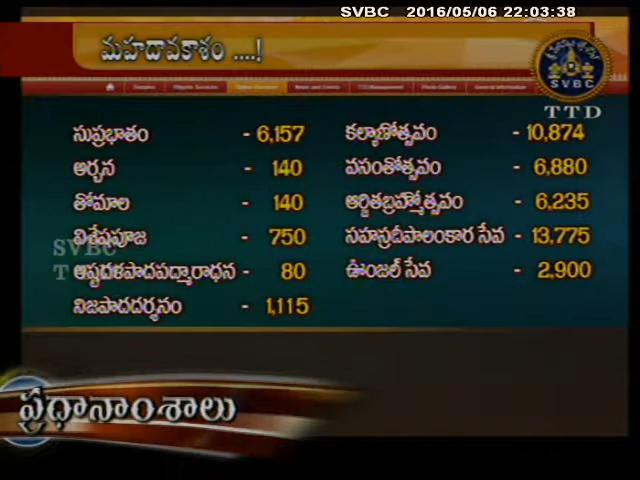 SVBC 2016/05/06 22:03:38
మహదావకాశం ....!
SVBC
TTD
సుప్రభాతం - 6,157
అర్చన - 140
తోమాల - 140
విశేషపూజ - 750
అష్టదళపాదపద్మారాధన - 80
నిజపాదదర్శనం - 1,115
కల్యాణోత్సవం - 10,874
వసంతోత్సవం - 6,880
ఆర్జితబ్రహ్మోత్సవం - 6,235
సహస్రదీపాలంకార సేవ - 13,775
ఊంజల్ సేవ - 2,900
SVBC
ప్రధానాంశాలు